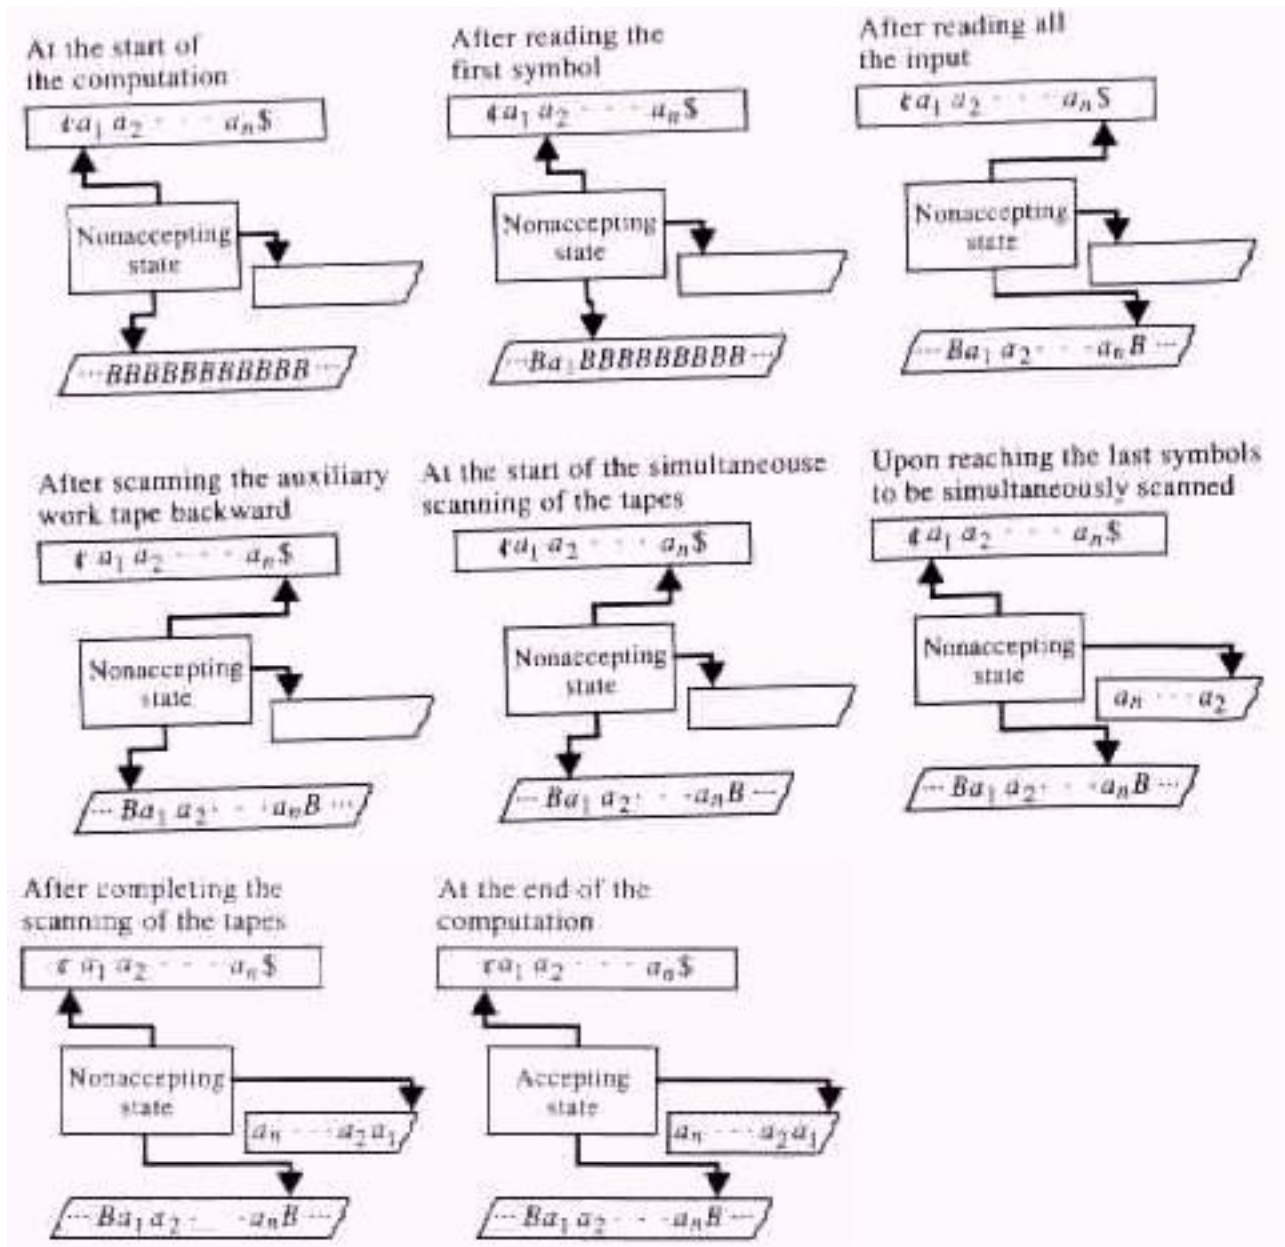 At the start of
the computation
¢a₁ a₂ · · · aₙ$
Nonaccepting
state
···BBBBBBBBBBB···
After reading the
first symbol
¢a₁ a₂ · · · aₙ$
Nonaccepting
state
···Ba₁BBBBBBBBB···
After reading all
the input
¢a₁ a₂ · · · aₙ$
Nonaccepting
state
···Ba₁ a₂· · ·aₙB···
After scanning the auxiliary
work tape backward
¢ a₁ a₂ · · · aₙ$
Nonaccepting
state
···Ba₁ a₂· · ·aₙB···
At the start of the simultaneouse
scanning of the tapes
¢a₁ a₂ · · · aₙ$
Nonaccepting
state
···Ba₁ a₂· · ·aₙB···
Upon reaching the last symbols
to be simultaneously scanned
¢a₁ a₂ · · · aₙ$
Nonaccepting
state
aₙ · · · a₂
···Ba₁ a₂· · ·aₙB···
After completing the
scanning of the tapes
¢ a₁ a₂ · · · aₙ$
Nonaccepting
state
aₙ · · · a₂a₁
···Ba₁a₂· · ·aₙB···
At the end of the
computation
¢a₁ a₂ · · · aₙ$
Accepting
state
aₙ · · · a₂a₁
···Ba₁a₂· · ·aₙB···